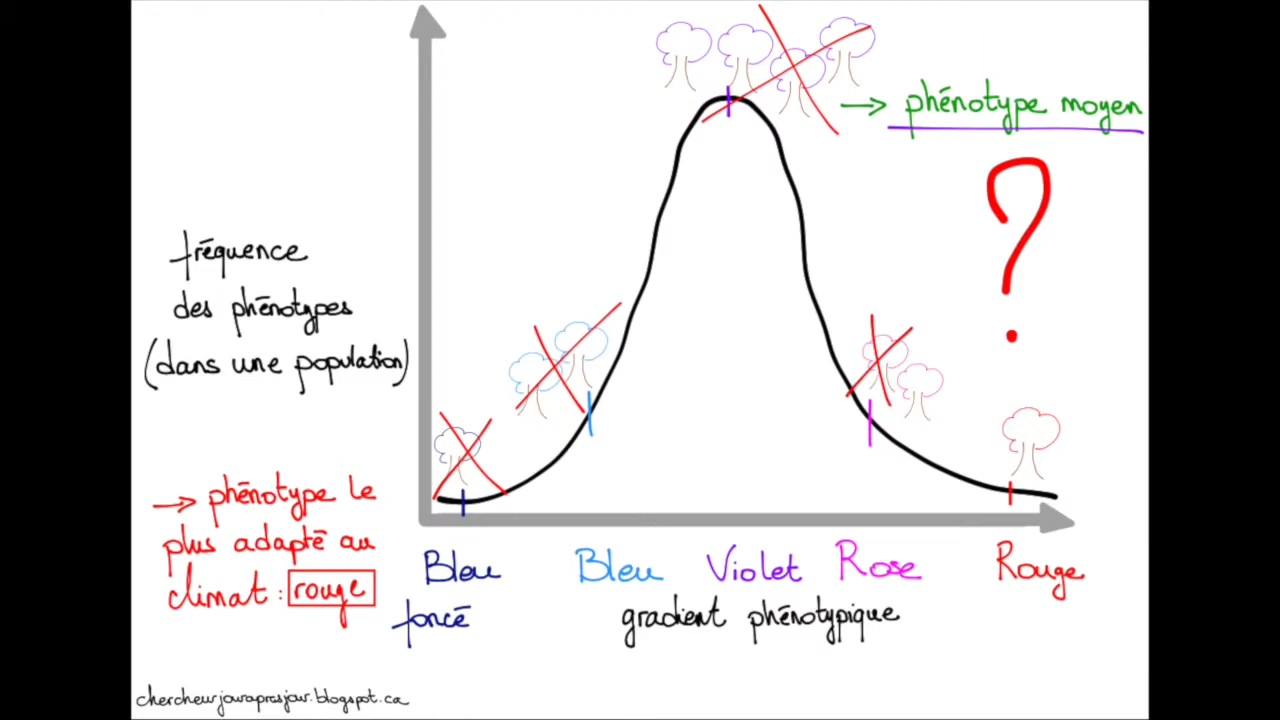 → phénotype moyen
?
fréquence
des phénotypes
(dans une population)
→ phénotype le
plus adapté au
climat : rouge
Bleu foncé
Bleu
Violet
Rose
Rouge
gradient phénotypique
chercheurjourapresjour.blogspot.ca